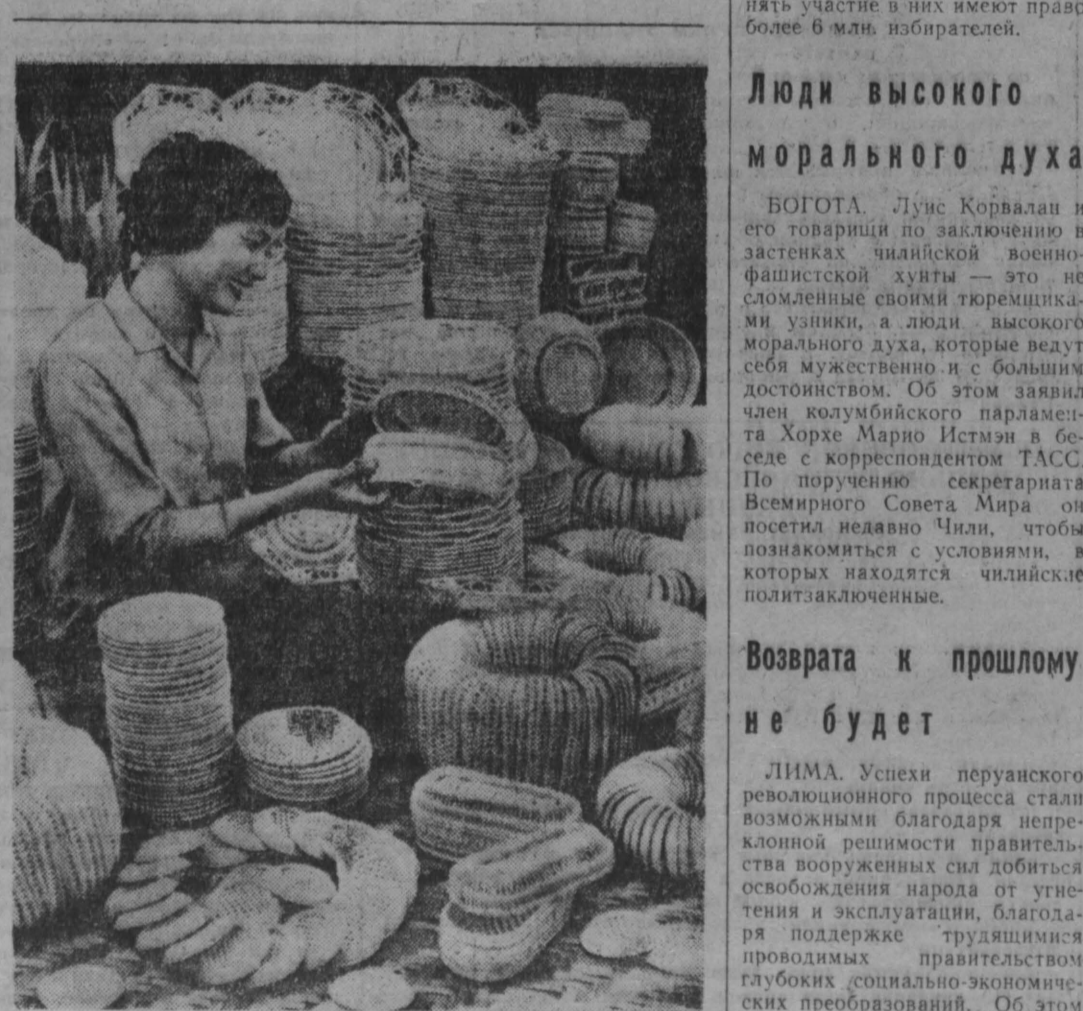 нять участие в них имеют право
более 6 млн. избирателей.
Люди высокого
морального духа
БОГОТА. Луис Корвалан и
его товарищи по заключению в
застенках чилийской военно-
фашистской хунты — это не
сломленные своими тюремщика-
ми узники, а люди высокого
морального духа, которые ведут
себя мужественно и с большим
достоинством. Об этом заявил
член колумбийского парламен-
та Хорхе Марио Истмэн в бе-
седе с корреспондентом ТАСС.
По поручению секретариата
Всемирного Совета Мира он
посетил недавно Чили, чтобы
познакомиться с условиями, в
которых находятся чилийские
политзаключенные.
Возврата к прошлому
не будет
ЛИМА. Успехи перуанского
революционного процесса стали
возможными благодаря непре-
клонной решимости правитель-
ства вооруженных сил добиться
освобождения народа от угне-
тения и эксплуатации, благода-
ря поддержке трудящимися
проводимых правительством
глубоких социально-экономиче-
ских преобразований. Об этом